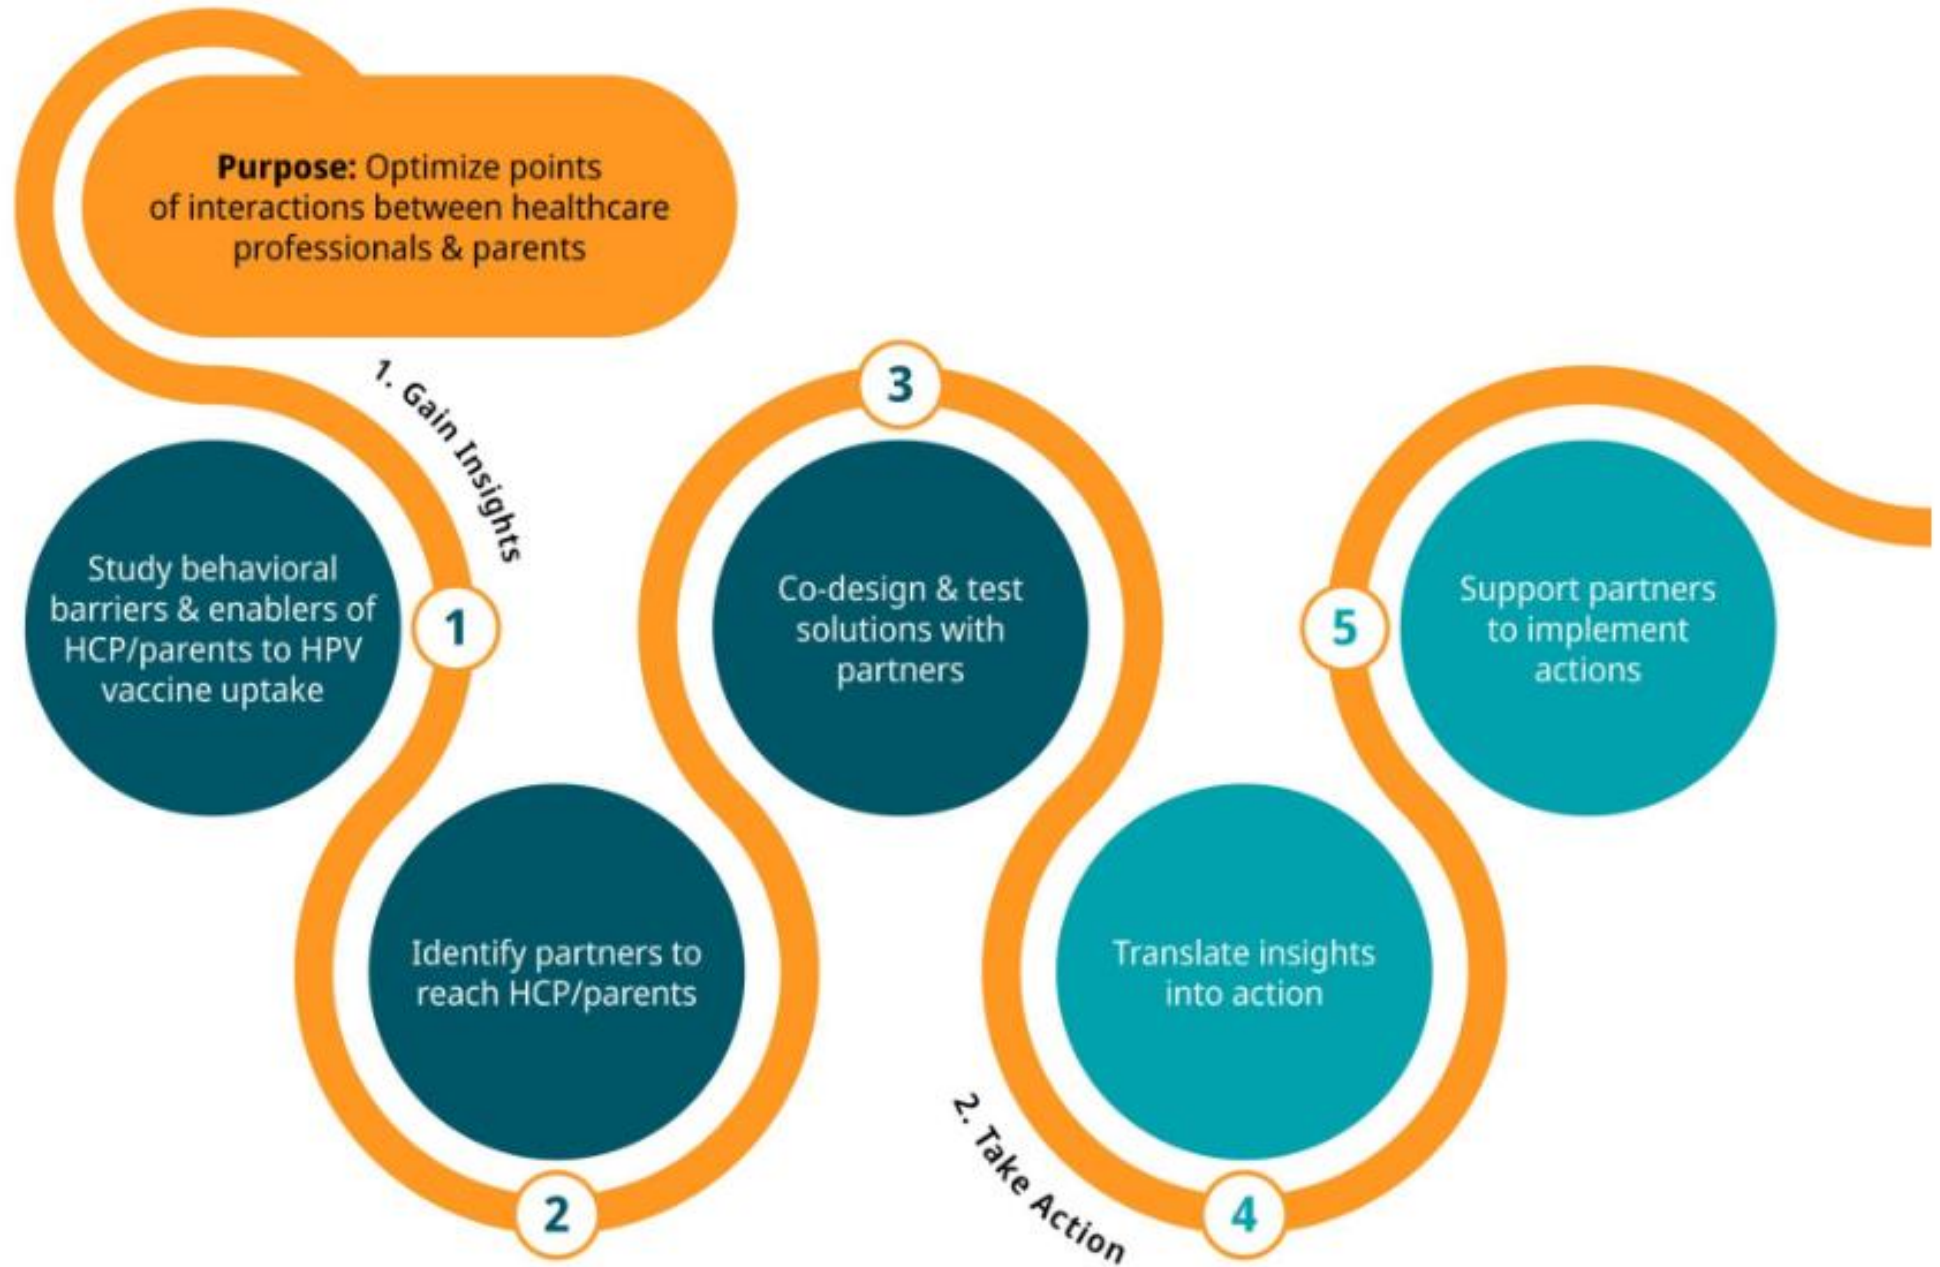 Purpose: Optimize points
of interactions between healthcare
professionals & parents
1. Gain Insights
Study behavioral
barriers & enablers of
HCP/parents to HPV
vaccine uptake
1
Identify partners to
reach HCP/parents
2
3
Co-design & test
solutions with
partners
2. Take Action
Translate insights
into action
4
5
Support partners
to implement
actions